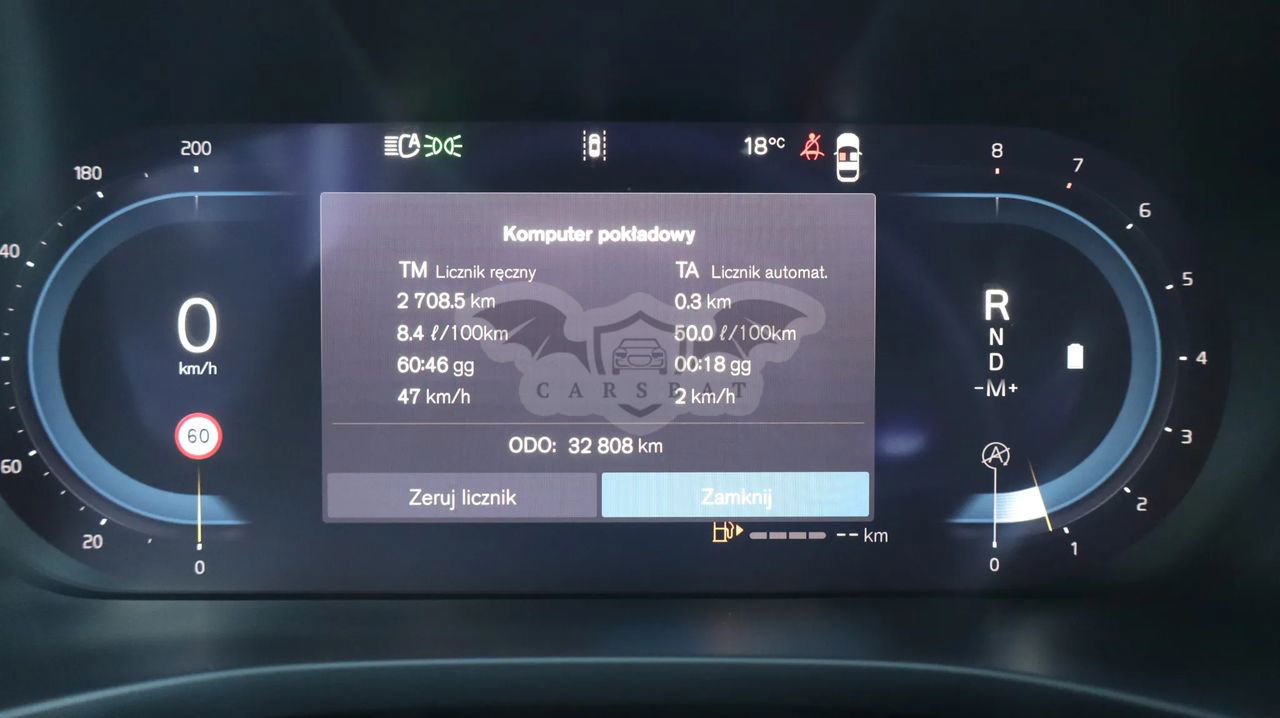 200
18°C
8
180
7
Komputer pokładowy
6
40
TM Licznik ręczny
TA Licznik automat.
5
2 708.5 km
0.3 km
R
0
8.4 ℓ/100km
50.0 ℓ/100km
N
km/h
60:46 gg
00:18 gg
D
4
47 km/h
CARSBAT
2 km/h
-M+
60
ODO: 32 808 km
A
3
60
Zeruj licznik
Zamknij
2
20
-- km
1
0
0